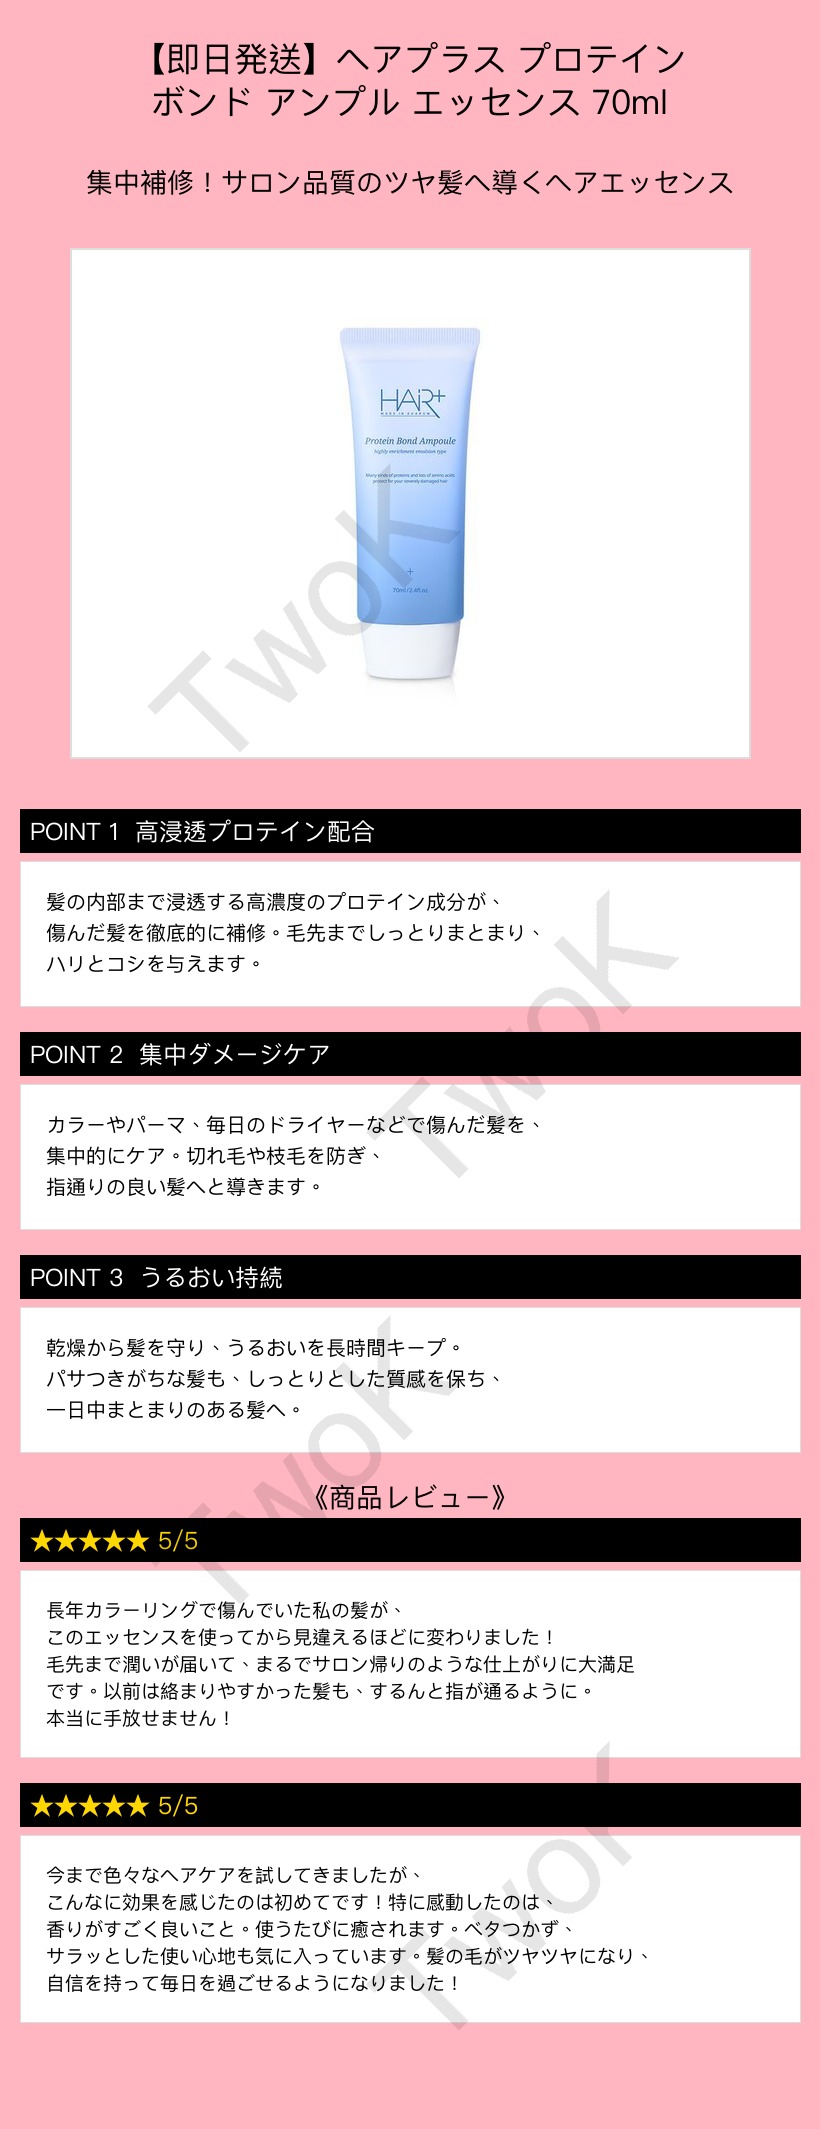 【即日発送】ヘアプラス プロテイン
ボンド アンプル エッセンス 70ml
集中補修！サロン品質のツヤ髪へ導くヘアエッセンス
HAiR+
MADE IN
Protein Bond Ampoule
highly enrichment emulsion type
Many kinds of proteins and lots of amino acids
protect for your severely damaged hair
+
70ml/2.4fl.oz.
TwoK
POINT 1 高浸透プロテイン配合
髪の内部まで浸透する高濃度のプロテイン成分が、
傷んだ髪を徹底的に補修。毛先までしっとりまとまり、
ハリとコシを与えます。
TwoK
POINT 2 集中ダメージケア
カラーやパーマ、毎日のドライヤーなどで傷んだ髪を、
集中的にケア。切れ毛や枝毛を防ぎ、
指通りの良い髪へと導きます。
POINT 3 うるおい持続
乾燥から髪を守り、うるおいを長時間キープ。
パサつきがちな髪も、しっとりとした質感を保ち、
一日中まとまりのある髪へ。
TwoK
《商品レビュー》
★★★★★ 5/5
長年カラーリングで傷んでいた私の髪が、
このエッセンスを使ってから見違えるほどに変わりました！
毛先まで潤いが届いて、まるでサロン帰りのような仕上がりに大満足
です。以前は絡まりやすかった髪も、するんと指が通るように。
本当に手放せません！
★★★★★ 5/5
今まで色々なヘアケアを試してきましたが、
こんなに効果を感じたのは初めてです！特に感動したのは、
香りがすごく良いこと。使うたびに癒されます。ベタつかず、
サラッとした使い心地も気に入っています。髪の毛がツヤツヤになり、
自信を持って毎日を過ごせるようになりました！
TwoK